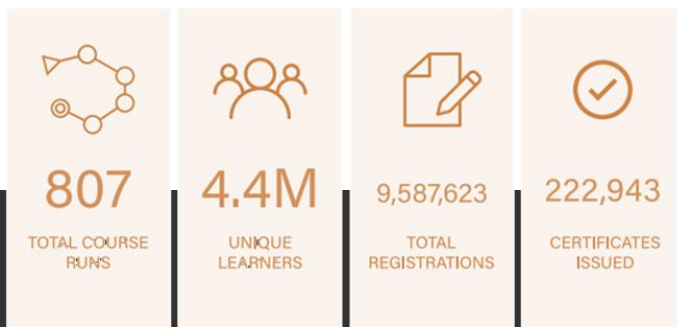 807
TOTAL COURSE
RUNS
4.4M
UNIQUE
LEARNERS
9,587,623
TOTAL
REGISTRATIONS
222,943
CERTIFICATES
ISSUED